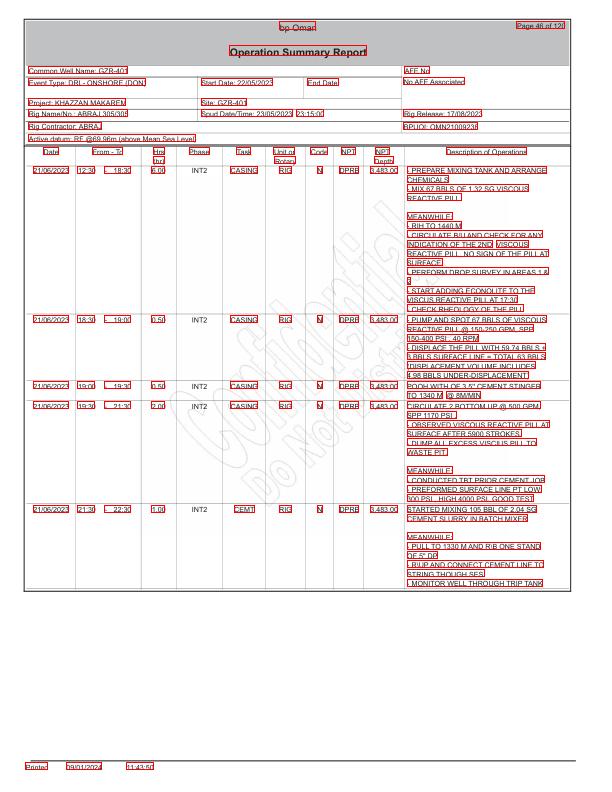 bp Oman
Page 46 of 120
Operation Summary Report
Common Well Name: GZR-401
AFE No
Event Type: DRL- ONSHORE (DON)
Start Date: 22/05/2023
End Date:
No AFE Associated
Project: KHAZZAN MAKAREM
Site: GZR-401
Rig Name/No.: ABRAJ 305/305
Spud Date/Time: 23/05/2023 23:15:00
Rig Release: 17/08/2023
Rig Contractor: ABRAJ
BPUOI: OMN21009236
Active datum: RF @69.96m (above Mean Sea Level)
Date From - To Hrs Phase Task Unit or Code NPT NPT Description of Operations
(hr) Rotary Depth
21/06/2023 12:30 - 18:30 6.00 INT2 CASING RIG N DPRB 3,483.00 - PREPARE MIXING TANK AND ARRANGE
CHEMICALS
- MIX 67 BBLS OF 1.32 SG VISCOUS
REACTIVE PILL.
MEANWHILE:
- RIH TO 1440 M
- CIRCULATE B/U AND CHECK FOR ANY
INDICATION OF THE 2ND VISCOUS
REACTIVE PILL. NO SIGN OF THE PILL AT
SURFACE.
- PERFORM DROP SURVEY IN AREAS 1 &
2
- START ADDING ECONOLITE TO THE
VISCUS REACTIVE PILL AT 17:30
- CHECK RHEOLOGY OF THE PILL
21/06/2023 18:30 - 19:00 0.50 INT2 CASING RIG N DPRB 3,483.00 - PUMP AND SPOT 67 BBLS OF VISCOUS
REACTIVE PILL @ 150-250 GPM, SPP
150-400 PSI , 40 RPM
- DISPLACE THE PILL WITH 59.74 BBLS +
3 BBLS SURFACE LINE = TOTAL 63 BBLS
(DISPLACEMENT VOLUME INCLUDES
4.98 BBLS UNDER-DISPLACEMENT)
21/06/2023 19:00 - 19:30 0.50 INT2 CASING RIG N DPRB 3,483.00 POOH WITH OF 3.5" CEMENT STINGER
TO 1340 M @ 8M/MIN
21/06/2023 19:30 - 21:30 2.00 INT2 CASING RIG N DPRB 3,483.00 CIRCULATE 2 BOTTOM UP @ 500 GPM,
SPP 1170 PSI .
- OBSERVED VISCOUS REACTIVE PILL AT
SURFACE AFTER 5900 STROKES.
- DUMP ALL EXCESS VISCIUS PILL TO
WASTE PIT.
MEANWHILE:
- CONDUCTED TBT PRIOR CEMENT JOB
- PREFORMED SURFACE LINE PT LOW
300 PSI , HIGH 4000 PSI, GOOD TEST
21/06/2023 21:30 - 22:30 1.00 INT2 CEMT RIG N DPRB 3,483.00 STARTED MIXING 105 BBL OF 2.04 SG
CEMENT SLURRY IN BATCH MIXER
MEANWHILE:
- PULL TO 1330 M AND R\B ONE STAND
OF 5" DP
- R\UP AND CONNECT CEMENT LINE TO
STRING THOUGH SES.
- MONITOR WELL THROUGH TRIP TANK
Confidential
Do Not
Printed 09/01/2024 11:43:50